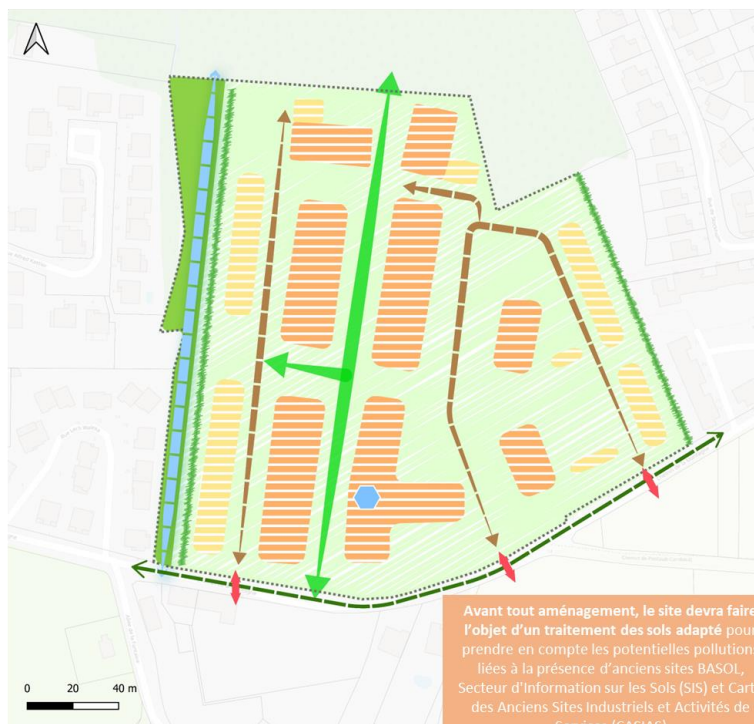 0 20 40 m
Avant tout aménagement, le site devra faire
l'objet d'un traitement des sols adapté pour
prendre en compte les potentielles pollutions
liées à la présence d'anciens sites BASOL,
Secteur d'Information sur les Sols (SIS) et Cart
des Anciens Sites Industriels et Activités de